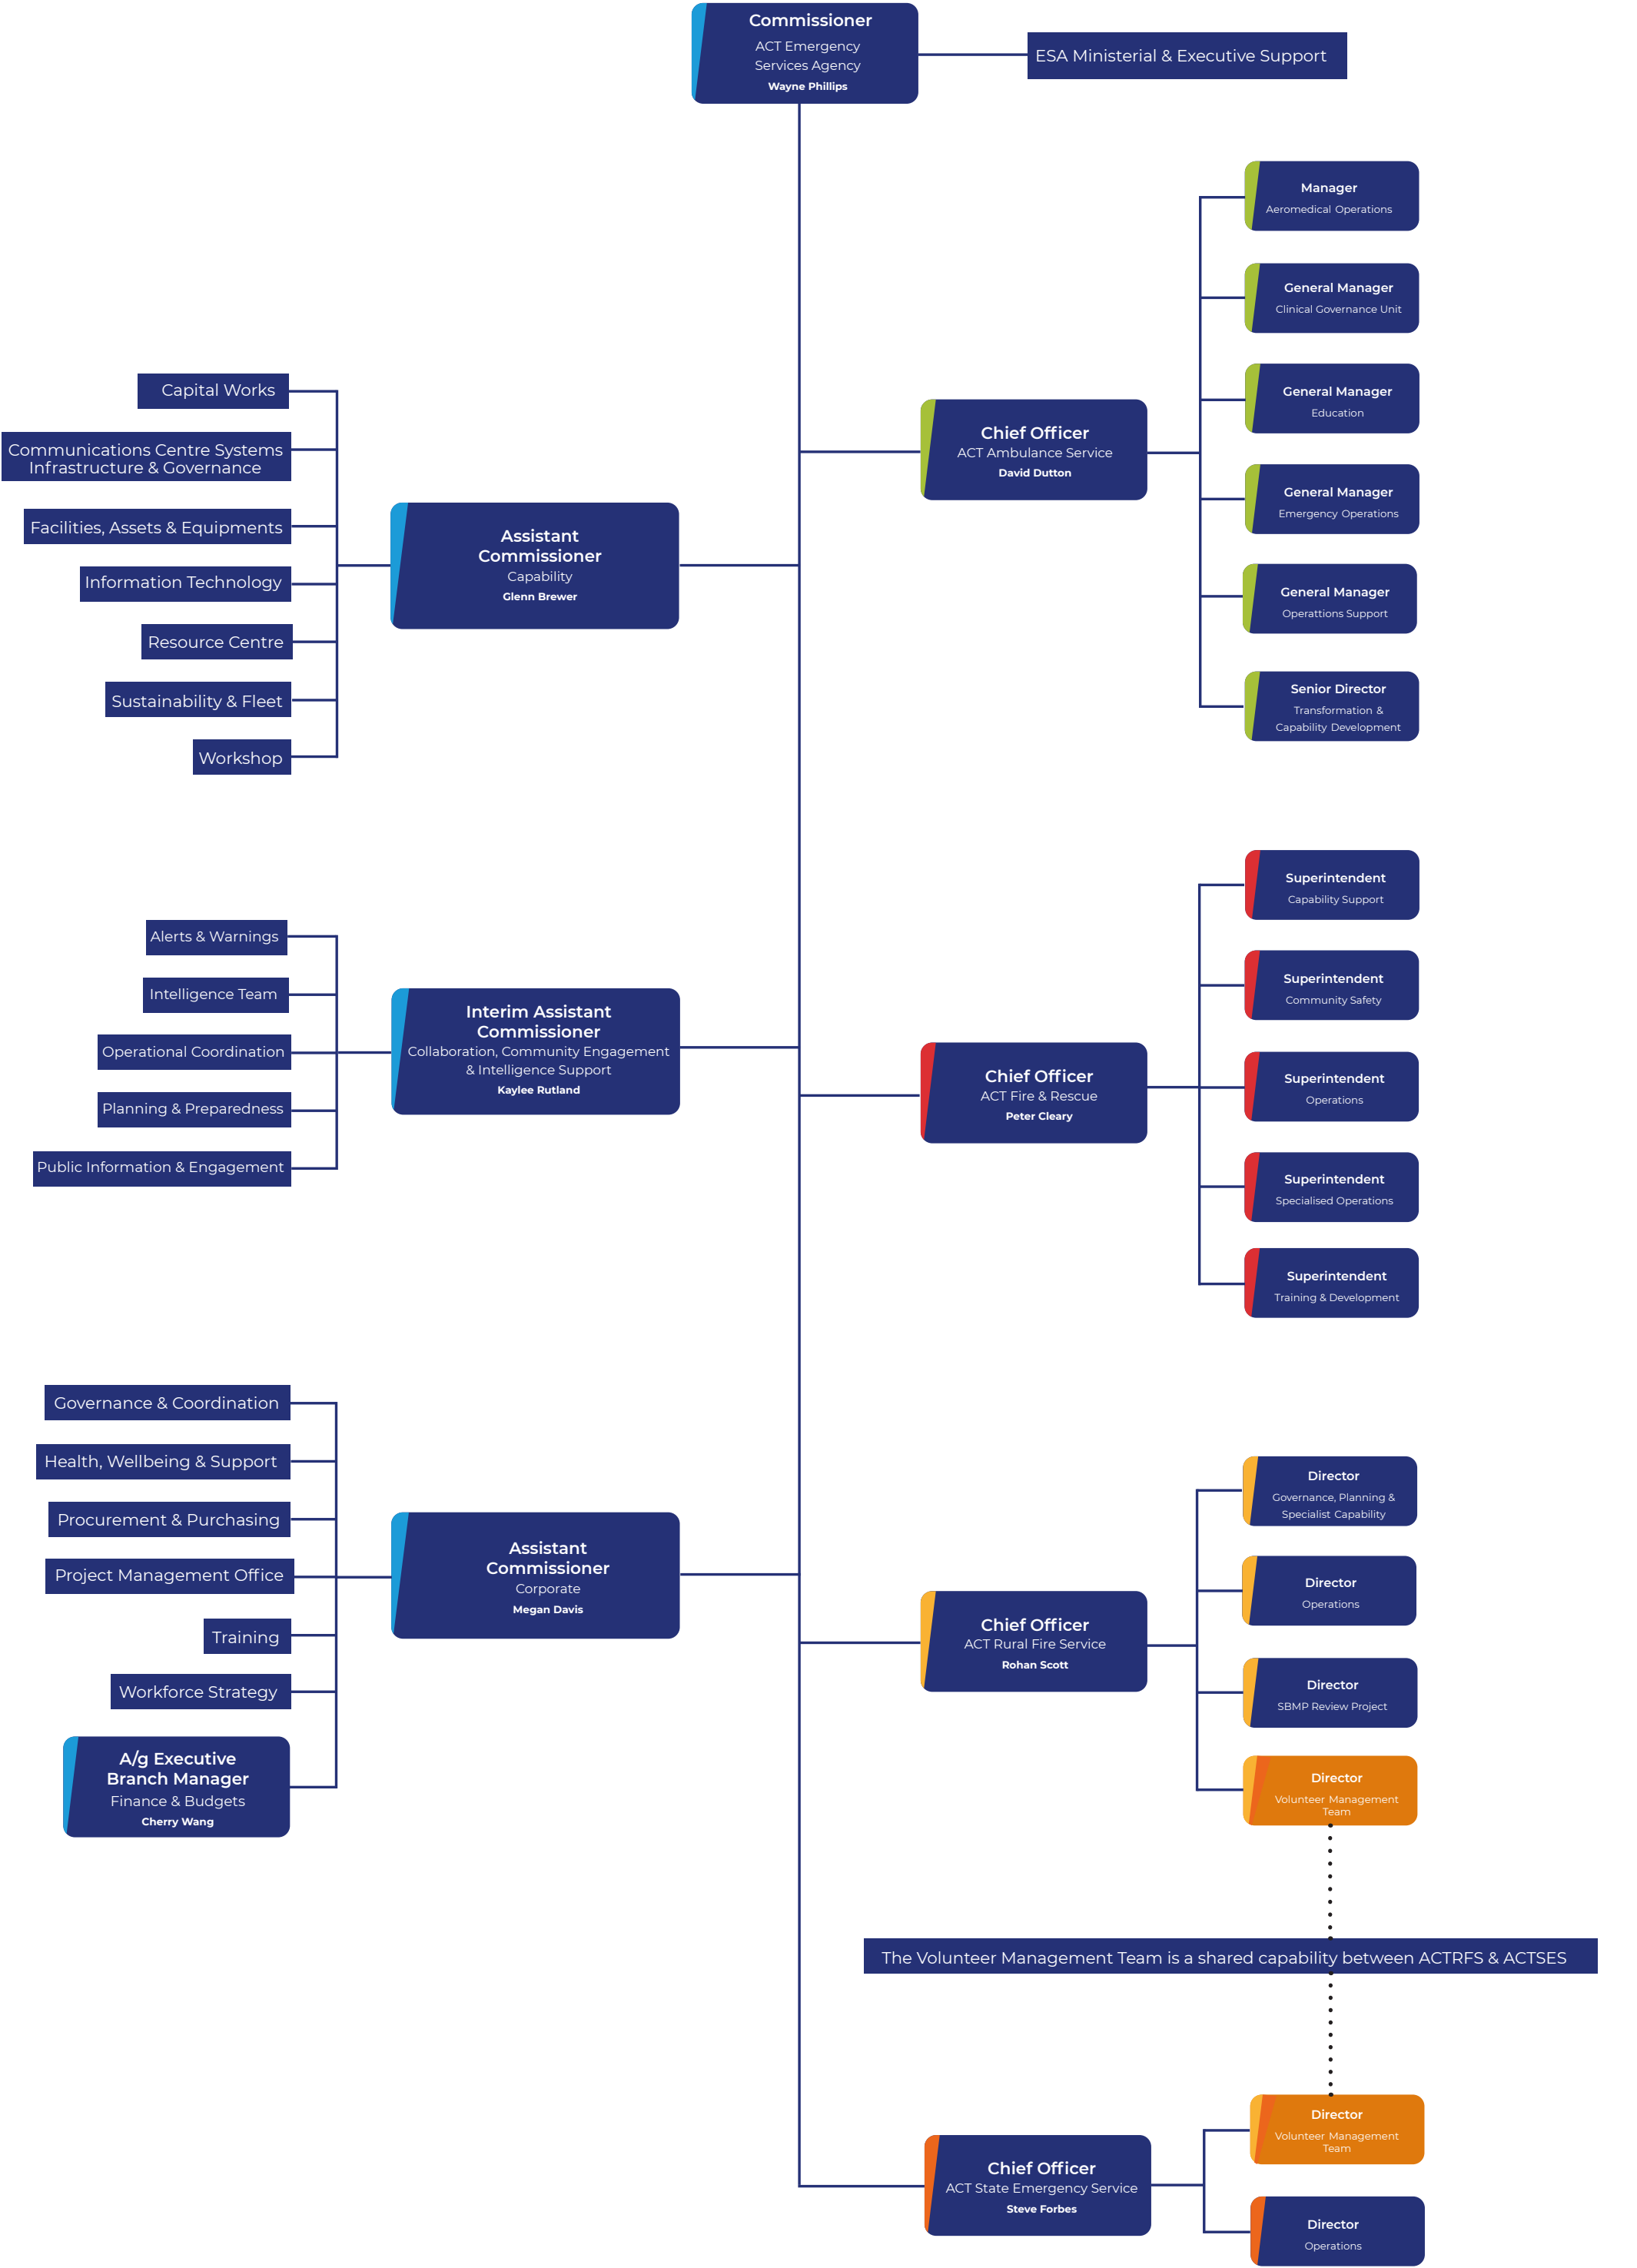 Commissioner
ACT Emergency
Services Agency
Wayne Phillips
ESA Ministerial & Executive Support
Capital Works
Communications Centre Systems
Infrastructure & Governance
Facilities, Assets & Equipments
Information Technology
Resource Centre
Sustainability & Fleet
Workshop
Assistant
Commissioner
Capability
Glenn Brewer
Chief Officer
ACT Ambulance Service
David Dutton
Manager
Aeromedical Operations
General Manager
Clinical Governance Unit
General Manager
Education
General Manager
Emergency Operations
General Manager
Operattions Support
Senior Director
Transformation &
Capability Development
Alerts & Warnings
Intelligence Team
Operational Coordination
Planning & Preparedness
Public Information & Engagement
Interim Assistant
Commissioner
Collaboration, Community Engagement
& Intelligence Support
Kaylee Rutland
Chief Officer
ACT Fire & Rescue
Peter Cleary
Superintendent
Capability Support
Superintendent
Community Safety
Superintendent
Operations
Superintendent
Specialised Operations
Superintendent
Training & Development
Governance & Coordination
Health, Wellbeing & Support
Procurement & Purchasing
Project Management Office
Training
Workforce Strategy
A/g Executive
Branch Manager
Finance & Budgets
Cherry Wang
Assistant
Commissioner
Corporate
Megan Davis
Chief Officer
ACT Rural Fire Service
Rohan Scott
Director
Governance, Planning &
Specialist Capability
Director
Operations
Director
SBMP Review Project
Director
Volunteer Management
Team
The Volunteer Management Team is a shared capability between ACTRFS & ACTSES
Chief Officer
ACT State Emergency Service
Steve Forbes
Director
Volunteer Management
Team
Director
Operations